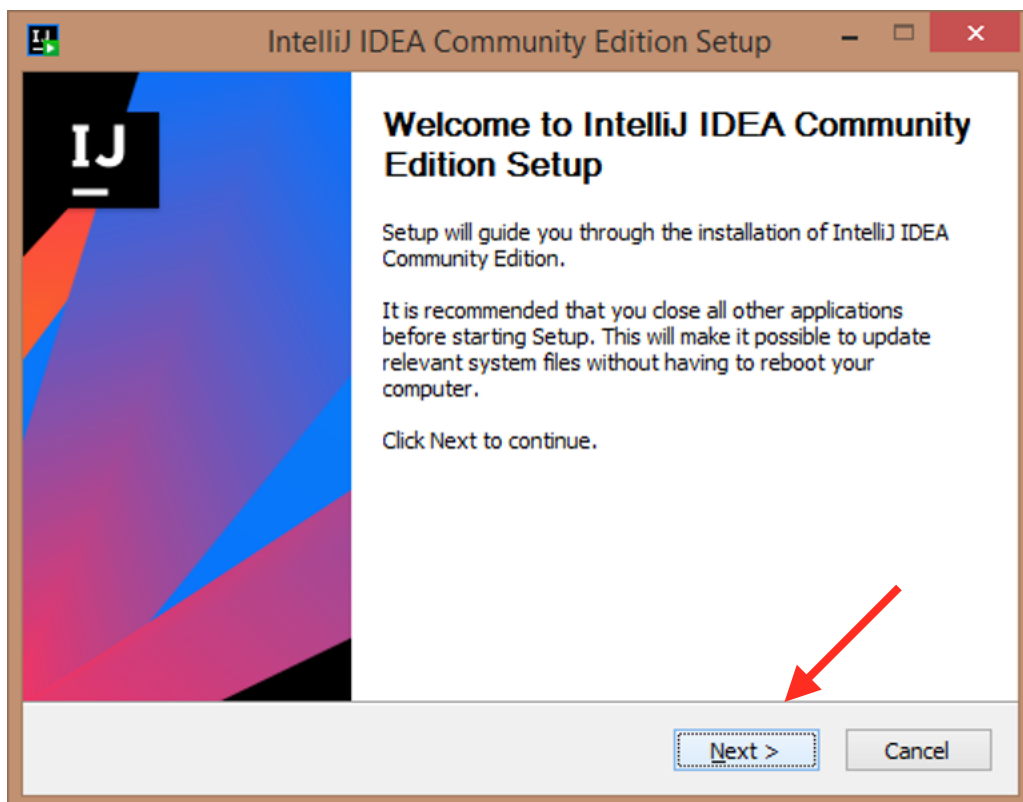 IJ
IntelliJ IDEA Community Edition Setup
IJ
Welcome to IntelliJ IDEA Community
Edition Setup
Setup will guide you through the installation of IntelliJ IDEA
Community Edition.
It is recommended that you close all other applications
before starting Setup. This will make it possible to update
relevant system files without having to reboot your
computer.
Click Next to continue.
Next >
Cancel